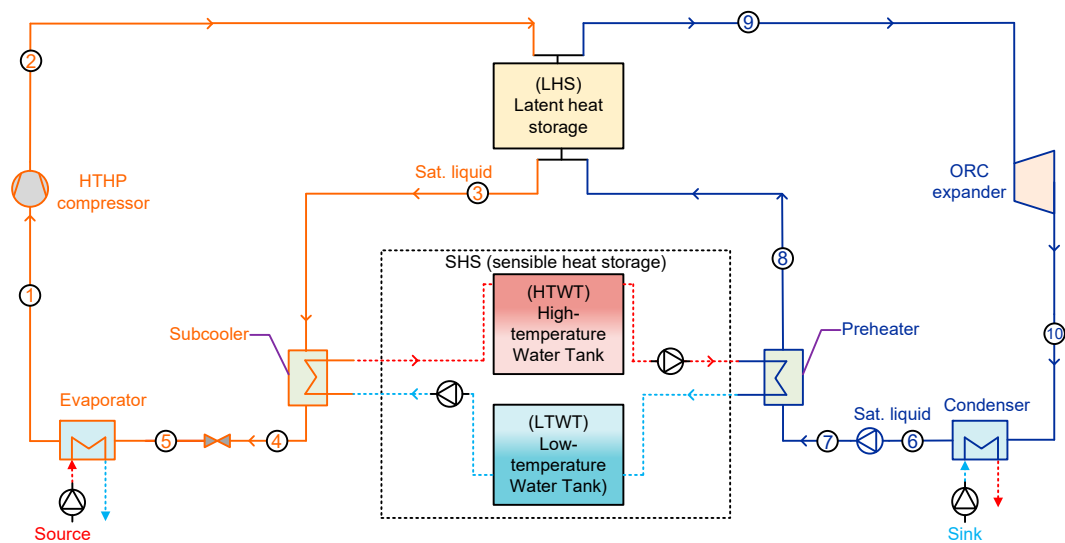 2
9
(LHS)
Latent heat
storage
HTHP
compressor
Sat. liquid
3
ORC
expander
SHS (sensible heat storage)
8
1
(HTWT)
High-
temperature
Water Tank
Subcooler
Preheater
10
Evaporator
(LTWT)
Low-
temperature
Water Tank)
Sat. liquid
Condenser
5
4
7
6
Source
Sink